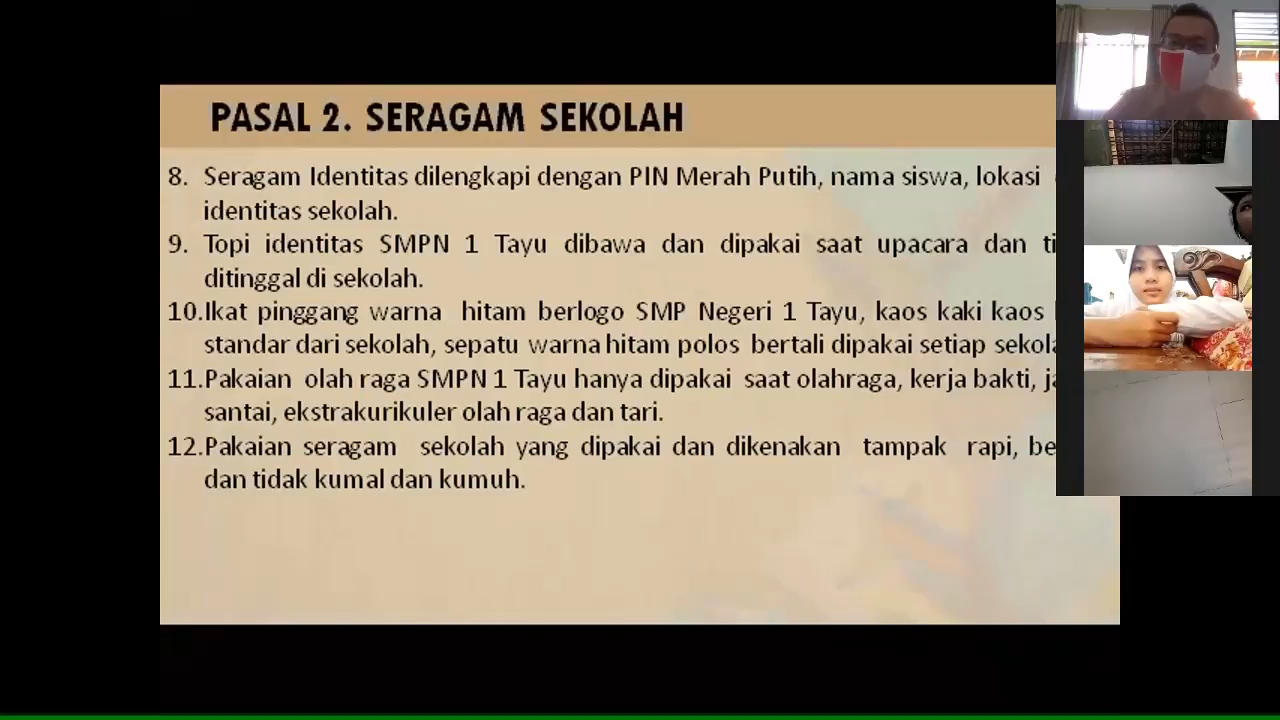 PASAL 2. SERAGAM SEKOLAH
8. Seragam Identitas dilengkapi dengan PIN Merah Putih, nama siswa, lokasi
identitas sekolah.
9. Topi identitas SMPN 1 Tayu dibawa dan dipakai saat upacara dan
ditinggal di sekolah.
10.Ikat pinggang warna hitam berlogo SMP Negeri 1 Tayu, kaos kaki kaos
standar dari sekolah, sepatu warna hitam polos bertali dipakai setiap
11.Pakaian olah raga SMPN 1 Tayu hanya dipakai saat olahraga, kerja bakti,
santai, ekstrakurikuler olah raga dan tari.
12.Pakaian seragam sekolah yang dipakai dan dikenakan tampak rapi,
dan tidak kumal dan kumuh.